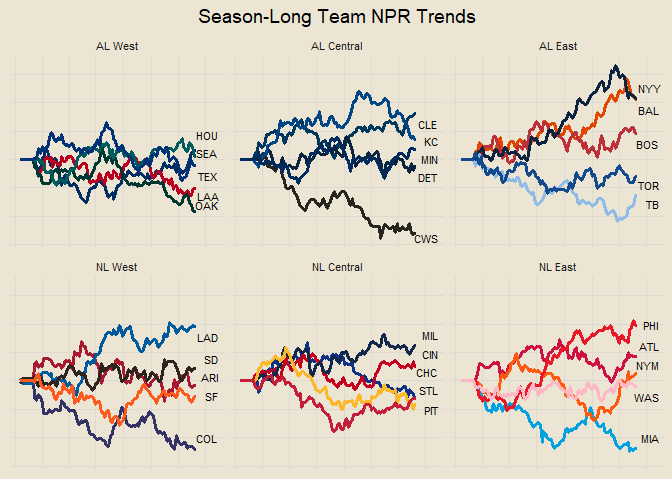 Season-Long Team NPR Trends
AL West
AL Central
AL East
HOU
SEA
TEX
LAA
OAK
CLE
KC
MIN
DET
CWS
NYY
BAL
BOS
TOR
TB
NL West
NL Central
NL East
LAD
SD
ARI
SF
COL
MIL
CIN
CHC
STL
PIT
PHI
ATL
NYM
WAS
MIA